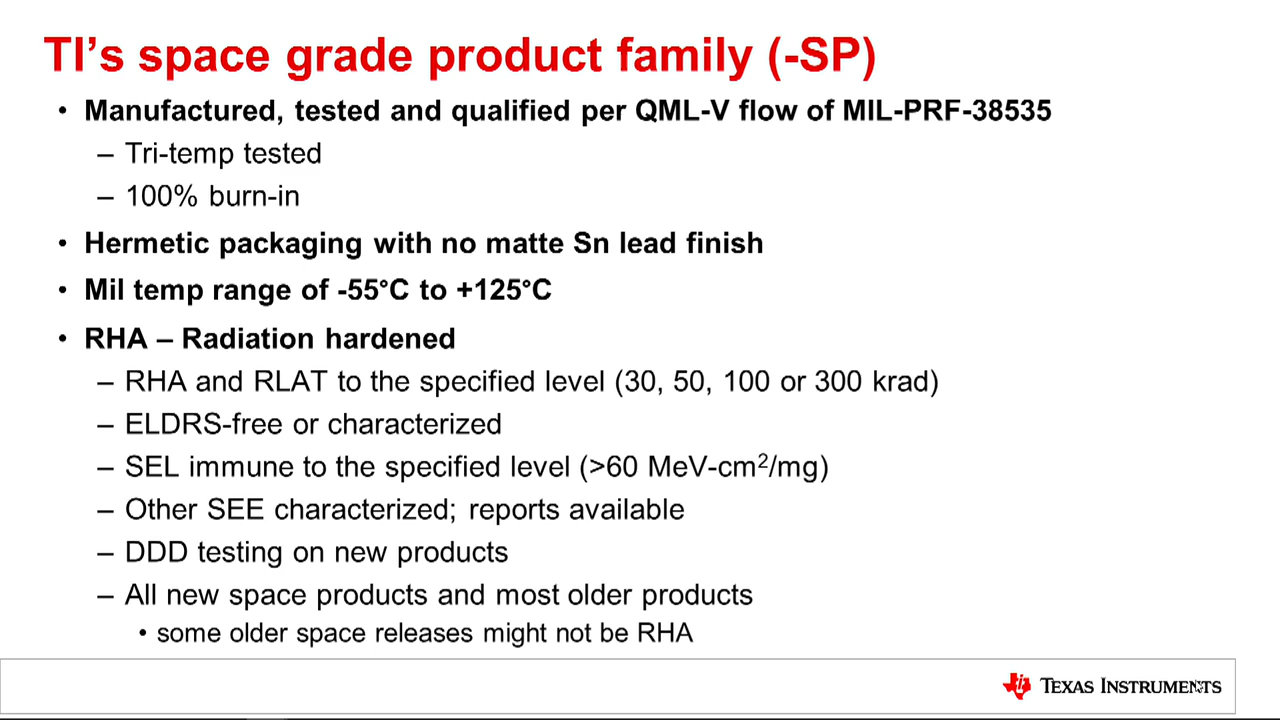 TI’s space grade product family (-SP)
• Manufactured, tested and qualified per QML-V flow of MIL-PRF-38535
– Tri-temp tested
– 100% burn-in
• Hermetic packaging with no matte Sn lead finish
• Mil temp range of -55°C to +125°C
• RHA – Radiation hardened
– RHA and RLAT to the specified level (30, 50, 100 or 300 krad)
– ELDRS-free or characterized
– SEL immune to the specified level (>60 MeV-cm²/mg)
– Other SEE characterized; reports available
– DDD testing on new products
– All new space products and most older products
• some older space releases might not be RHA
TEXAS INSTRUMENTS